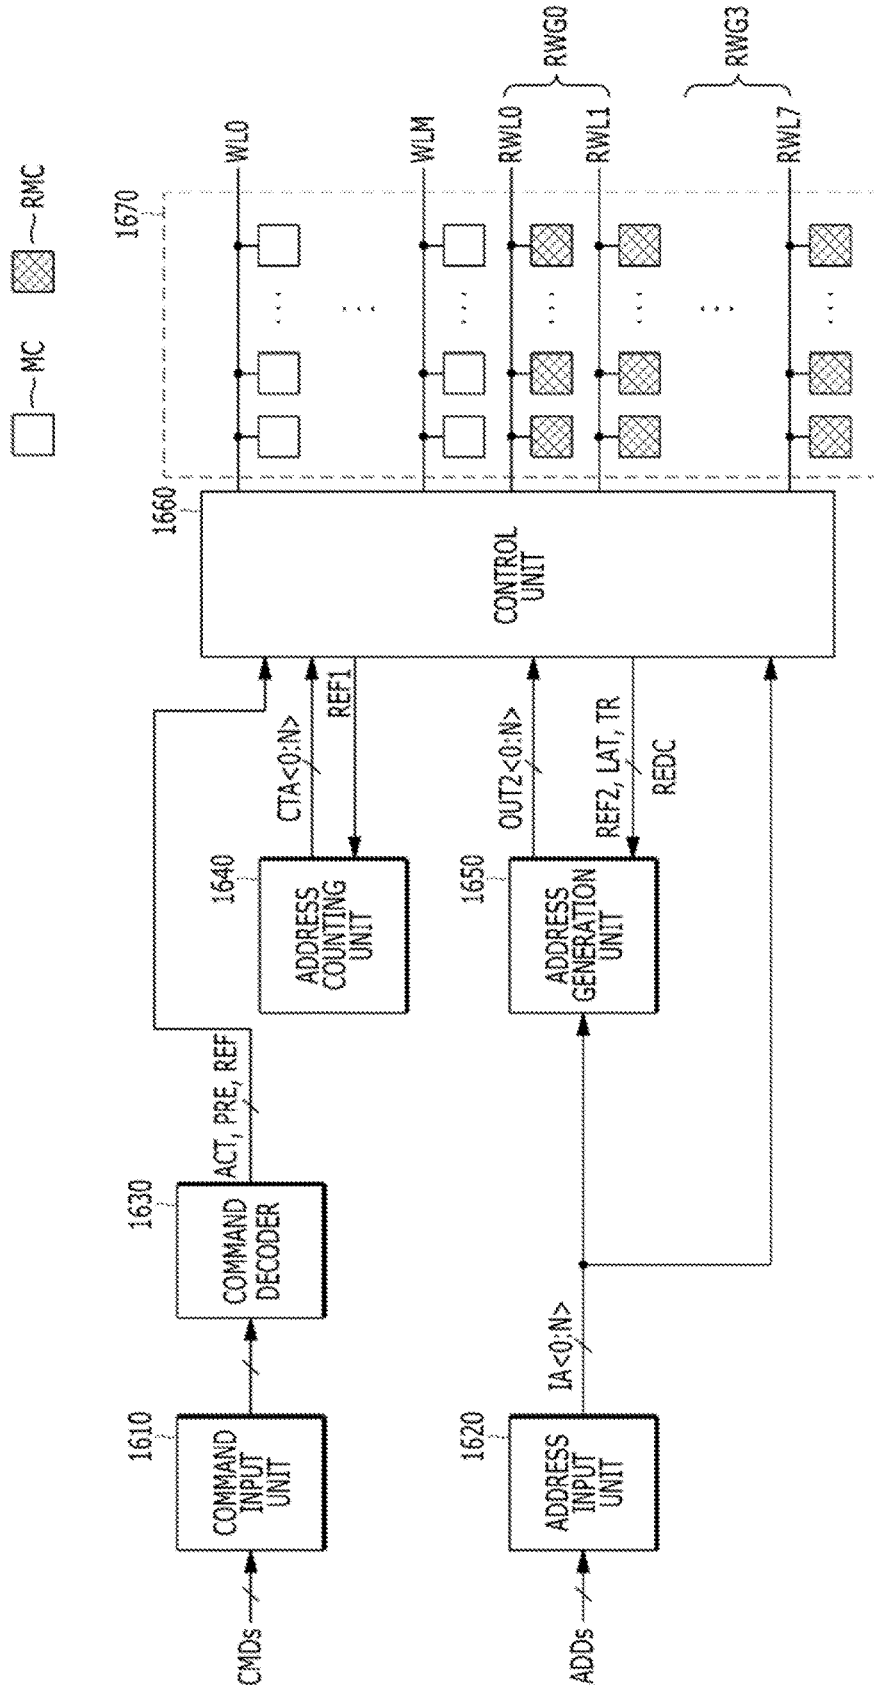 MC
RMC
CMDs
1610
COMMAND
INPUT
UNIT
1630
COMMAND
DECODER
ACT, PRE, REF
1640
ADDRESS
COUNTING
UNIT
CTA<0:N>
REF1
1660
CONTROL
UNIT
1670
WL0
WLM
RWL0
RWL1
RWL7
RWG0
RWG3
ADDs
1620
ADDRESS
INPUT
UNIT
IA<0:N>
1650
ADDRESS
GENERATION
UNIT
OUT2<0:N>
REF2, LAT, TR
REDC